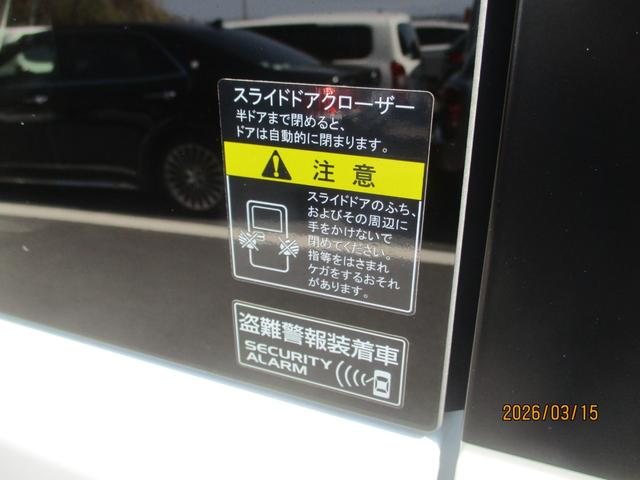 スライドドアクローザー
半ドアまで閉めると、
ドアは自動的に閉まります。
注意
スライドドアのふち、
およびその周辺に
手をかけないで
閉めてください。
指等をはさまれ
ケガをするおそれ
があります。
盗難警報装着車
SECURITY
ALARM
2026/03/15